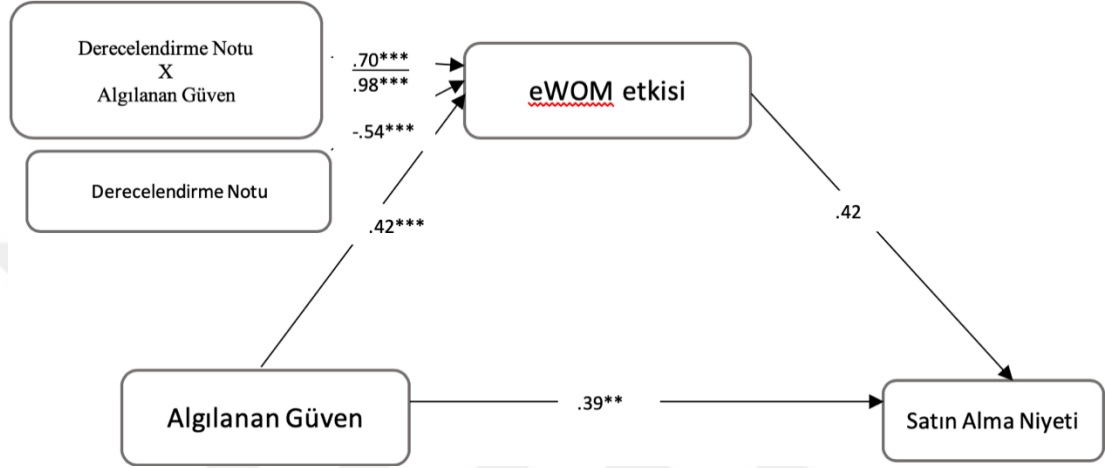 Derecelendirme Notu
X
Algılanan Güven
.70***
.98***
-.54***
Derecelendirme Notu
.42***
eWOM etkisi
.42
Algılanan Güven
.39**
Satın Alma Niyeti